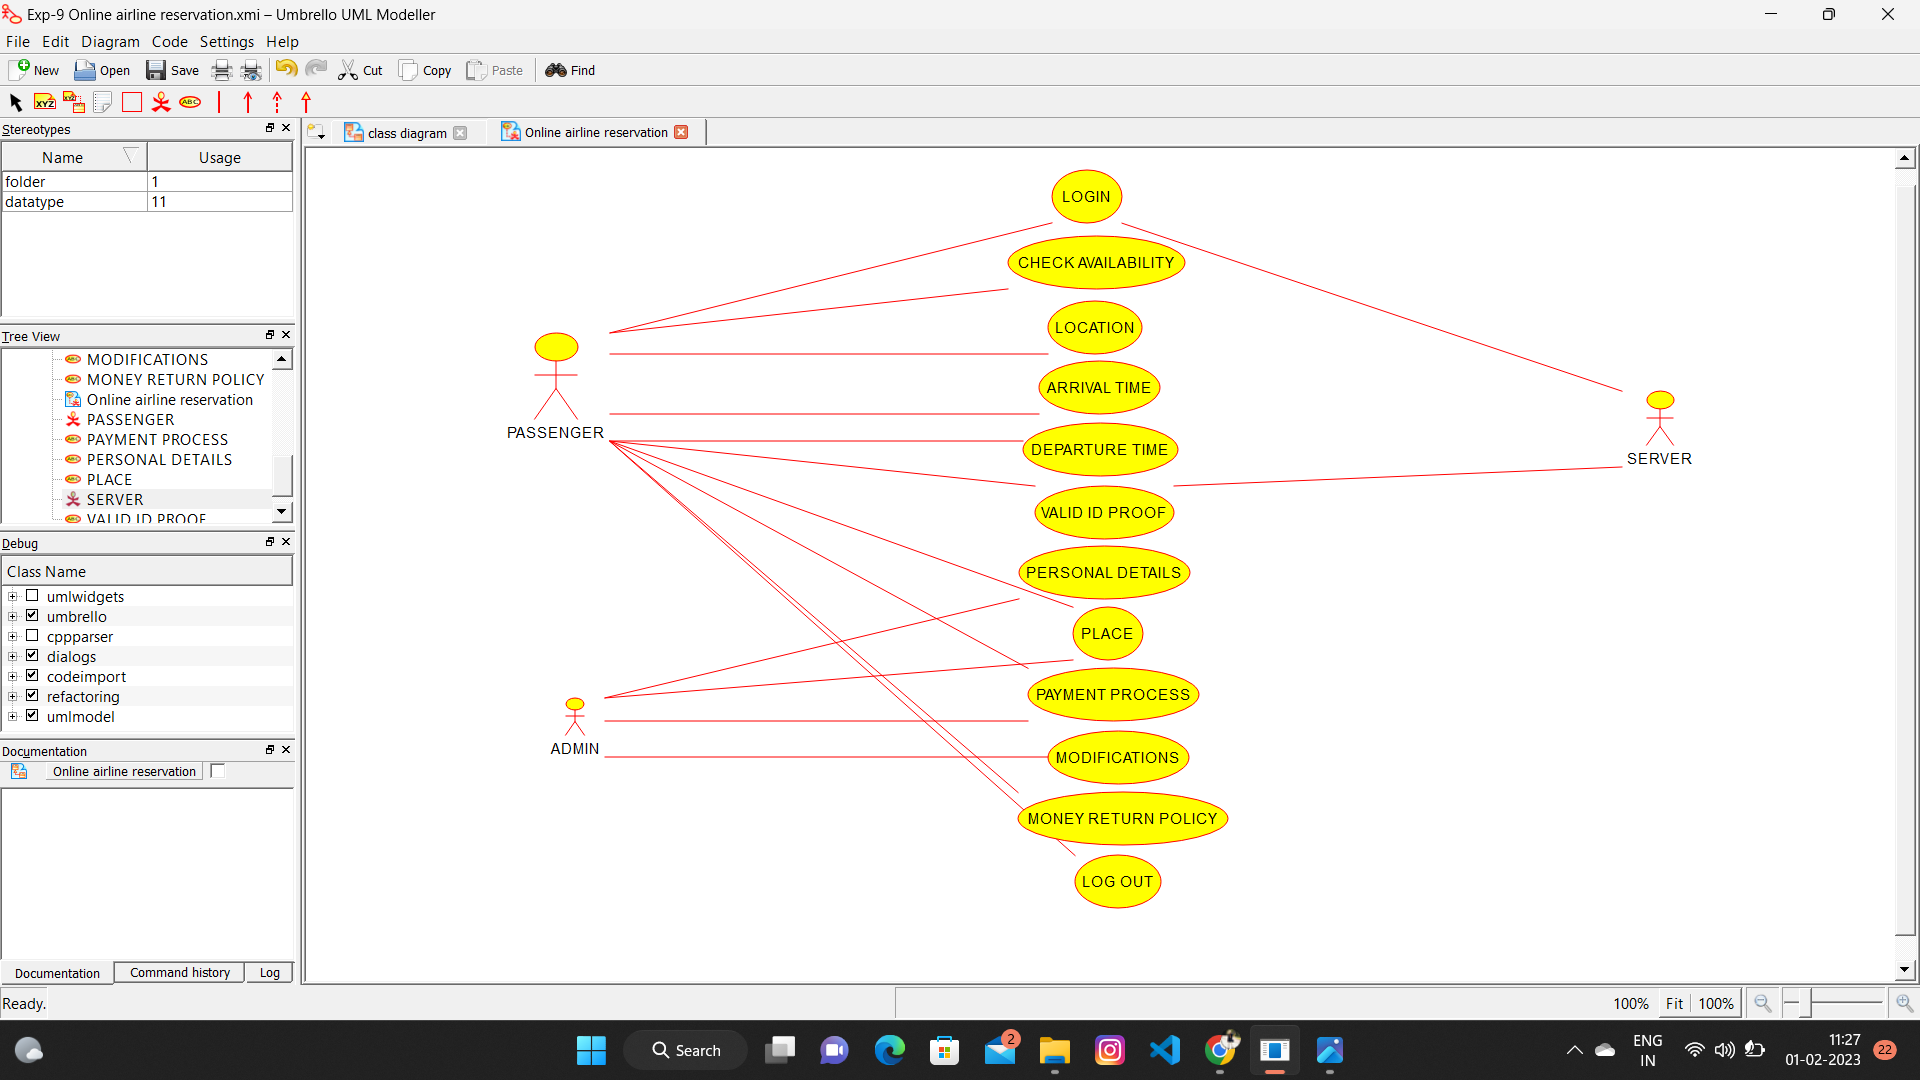 Exp-9 Online airline reservation.xmi – Umbrello UML Modeller
File Edit Diagram Code Settings Help
New Open Save Cut Copy Paste Find
XYZ XYZ ABC
Stereotypes
Name Usage
folder 1
datatype 11
Tree View
MODIFICATIONS
MONEY RETURN POLICY
Online airline reservation
PASSENGER
PAYMENT PROCESS
PERSONAL DETAILS
PLACE
SERVER
VALID ID PROOF
Debug
Class Name
umlwidgets
umbrello
cppparser
dialogs
codeimport
refactoring
umlmodel
Documentation
Online airline reservation
Documentation Command history Log
Ready.
class diagram Online airline reservation
LOGIN
CHECK AVAILABILITY
LOCATION
ARRIVAL TIME
PASSENGER
DEPARTURE TIME
SERVER
VALID ID PROOF
PERSONAL DETAILS
PLACE
PAYMENT PROCESS
ADMIN
MODIFICATIONS
MONEY RETURN POLICY
LOG OUT
100% Fit 100%
Search
2
ENG
IN
11:27
01-02-2023
22